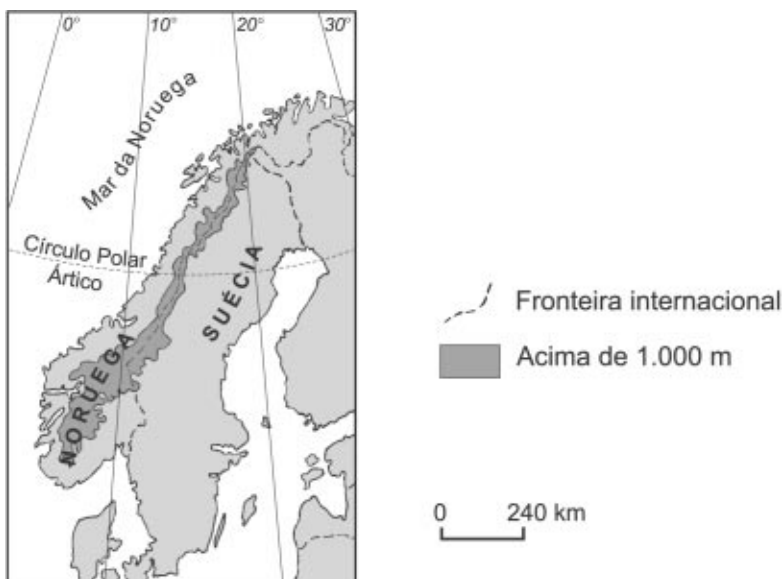 0° 10° 20° 30°
Mar da Noruega
Círculo Polar
Ártico
SUÉCIA
NORUEGA
Fronteira internacional
Acima de 1.000 m
0 240 km